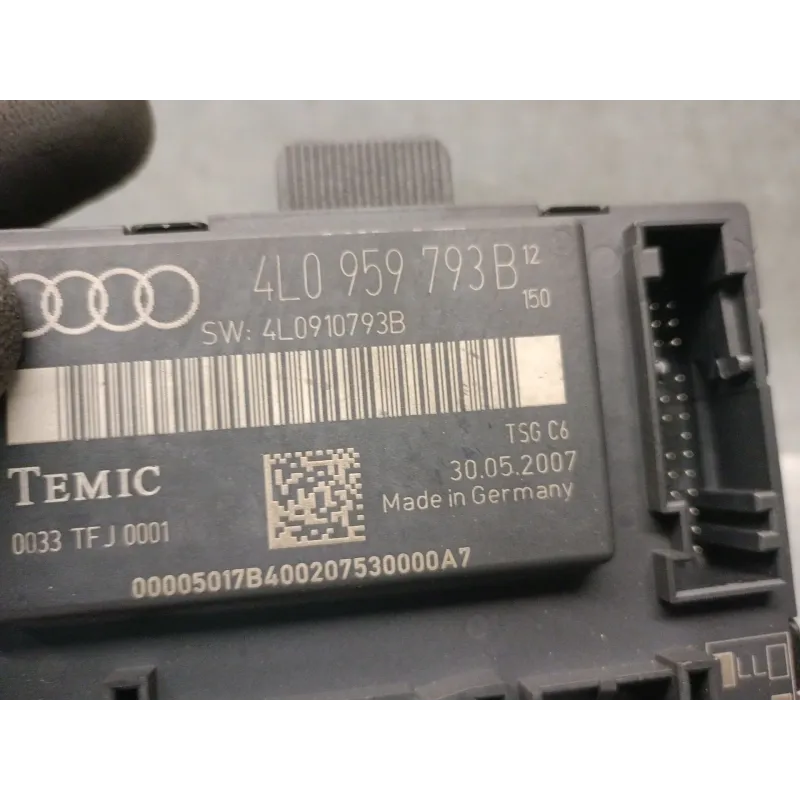 4L0 959 793B 12
150
SW: 4L0910793B
TSG C6
TEMIC
30.05.2007
Made in Germany
0033 TFJ 0001
00005017B400207530000A7